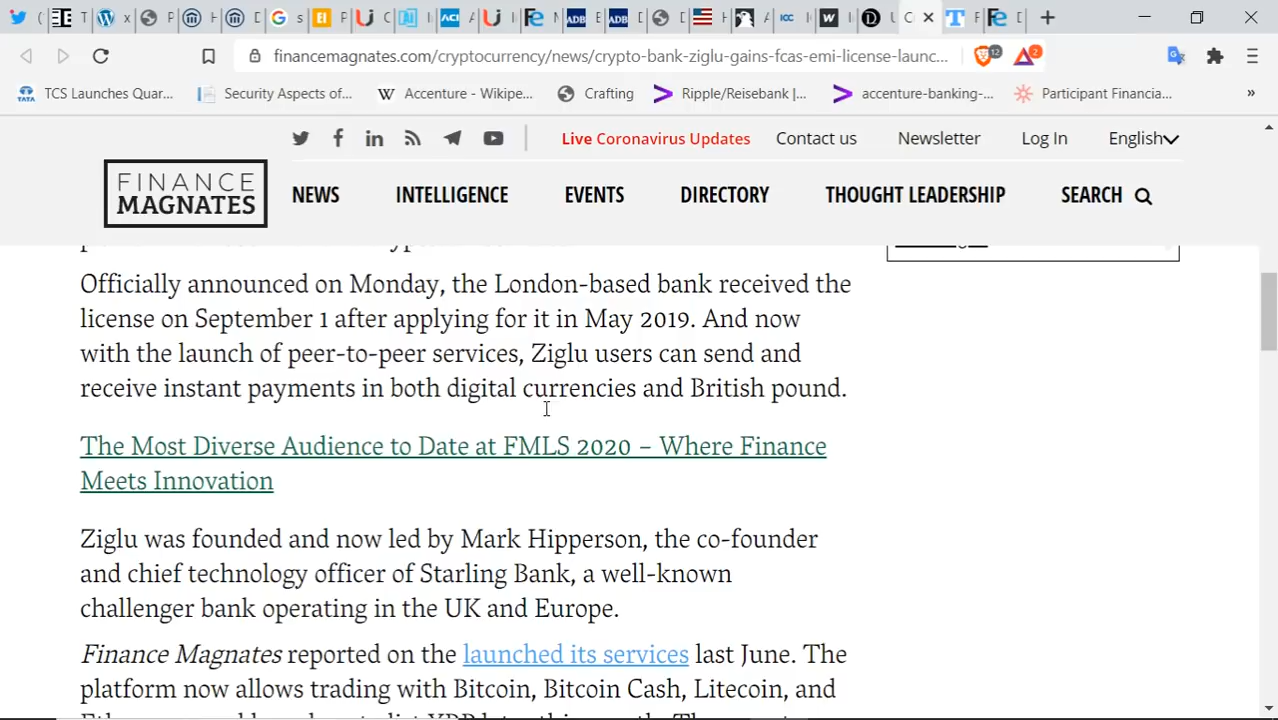 financemagnates.com/cryptocurrency/news/crypto-bank-ziglu-gains-fcas-emi-license-launc...
12
2
TCS Launches Quar...
Security Aspects of...
Accenture - Wikipe...
Crafting
Ripple/Reisebank |...
accenture-banking-...
Participant Financia...
»
Live Coronavirus Updates
Contact us
Newsletter
Log In
English
FINANCE
MAGNATES
NEWS
INTELLIGENCE
EVENTS
DIRECTORY
THOUGHT LEADERSHIP
SEARCH
Officially announced on Monday, the London-based bank received the
license on September 1 after applying for it in May 2019. And now
with the launch of peer-to-peer services, Ziglu users can send and
receive instant payments in both digital currencies and British pound.
The Most Diverse Audience to Date at FMLS 2020 – Where Finance
Meets Innovation
Ziglu was founded and now led by Mark Hipperson, the co-founder
and chief technology officer of Starling Bank, a well-known
challenger bank operating in the UK and Europe.
Finance Magnates reported on the launched its services last June. The
platform now allows trading with Bitcoin, Bitcoin Cash, Litecoin, and